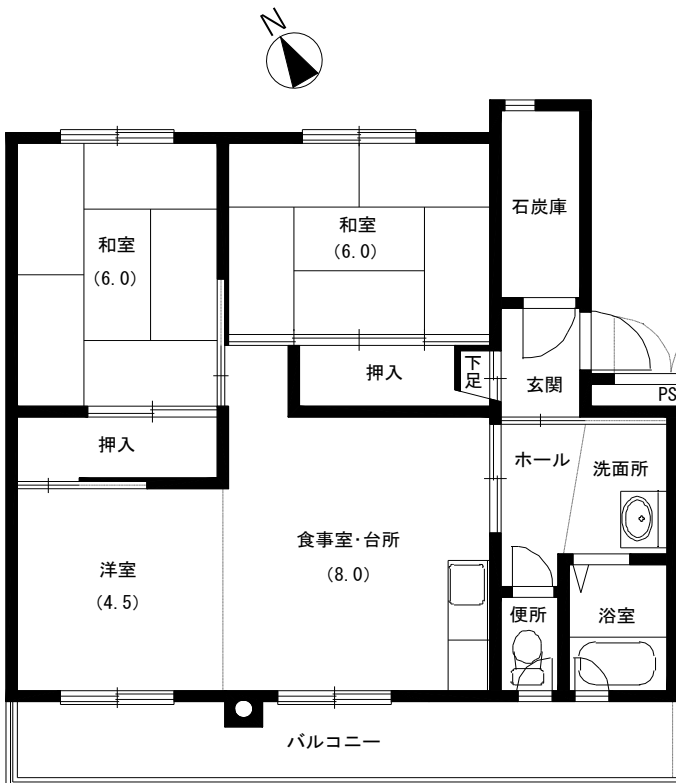 N
石炭庫
和室
(6.0)
和室
(6.0)
押入
下足
玄関
PS
押入
ホール
洗面所
食事室・台所
(8.0)
洋室
(4.5)
便所
浴室
バルコニー